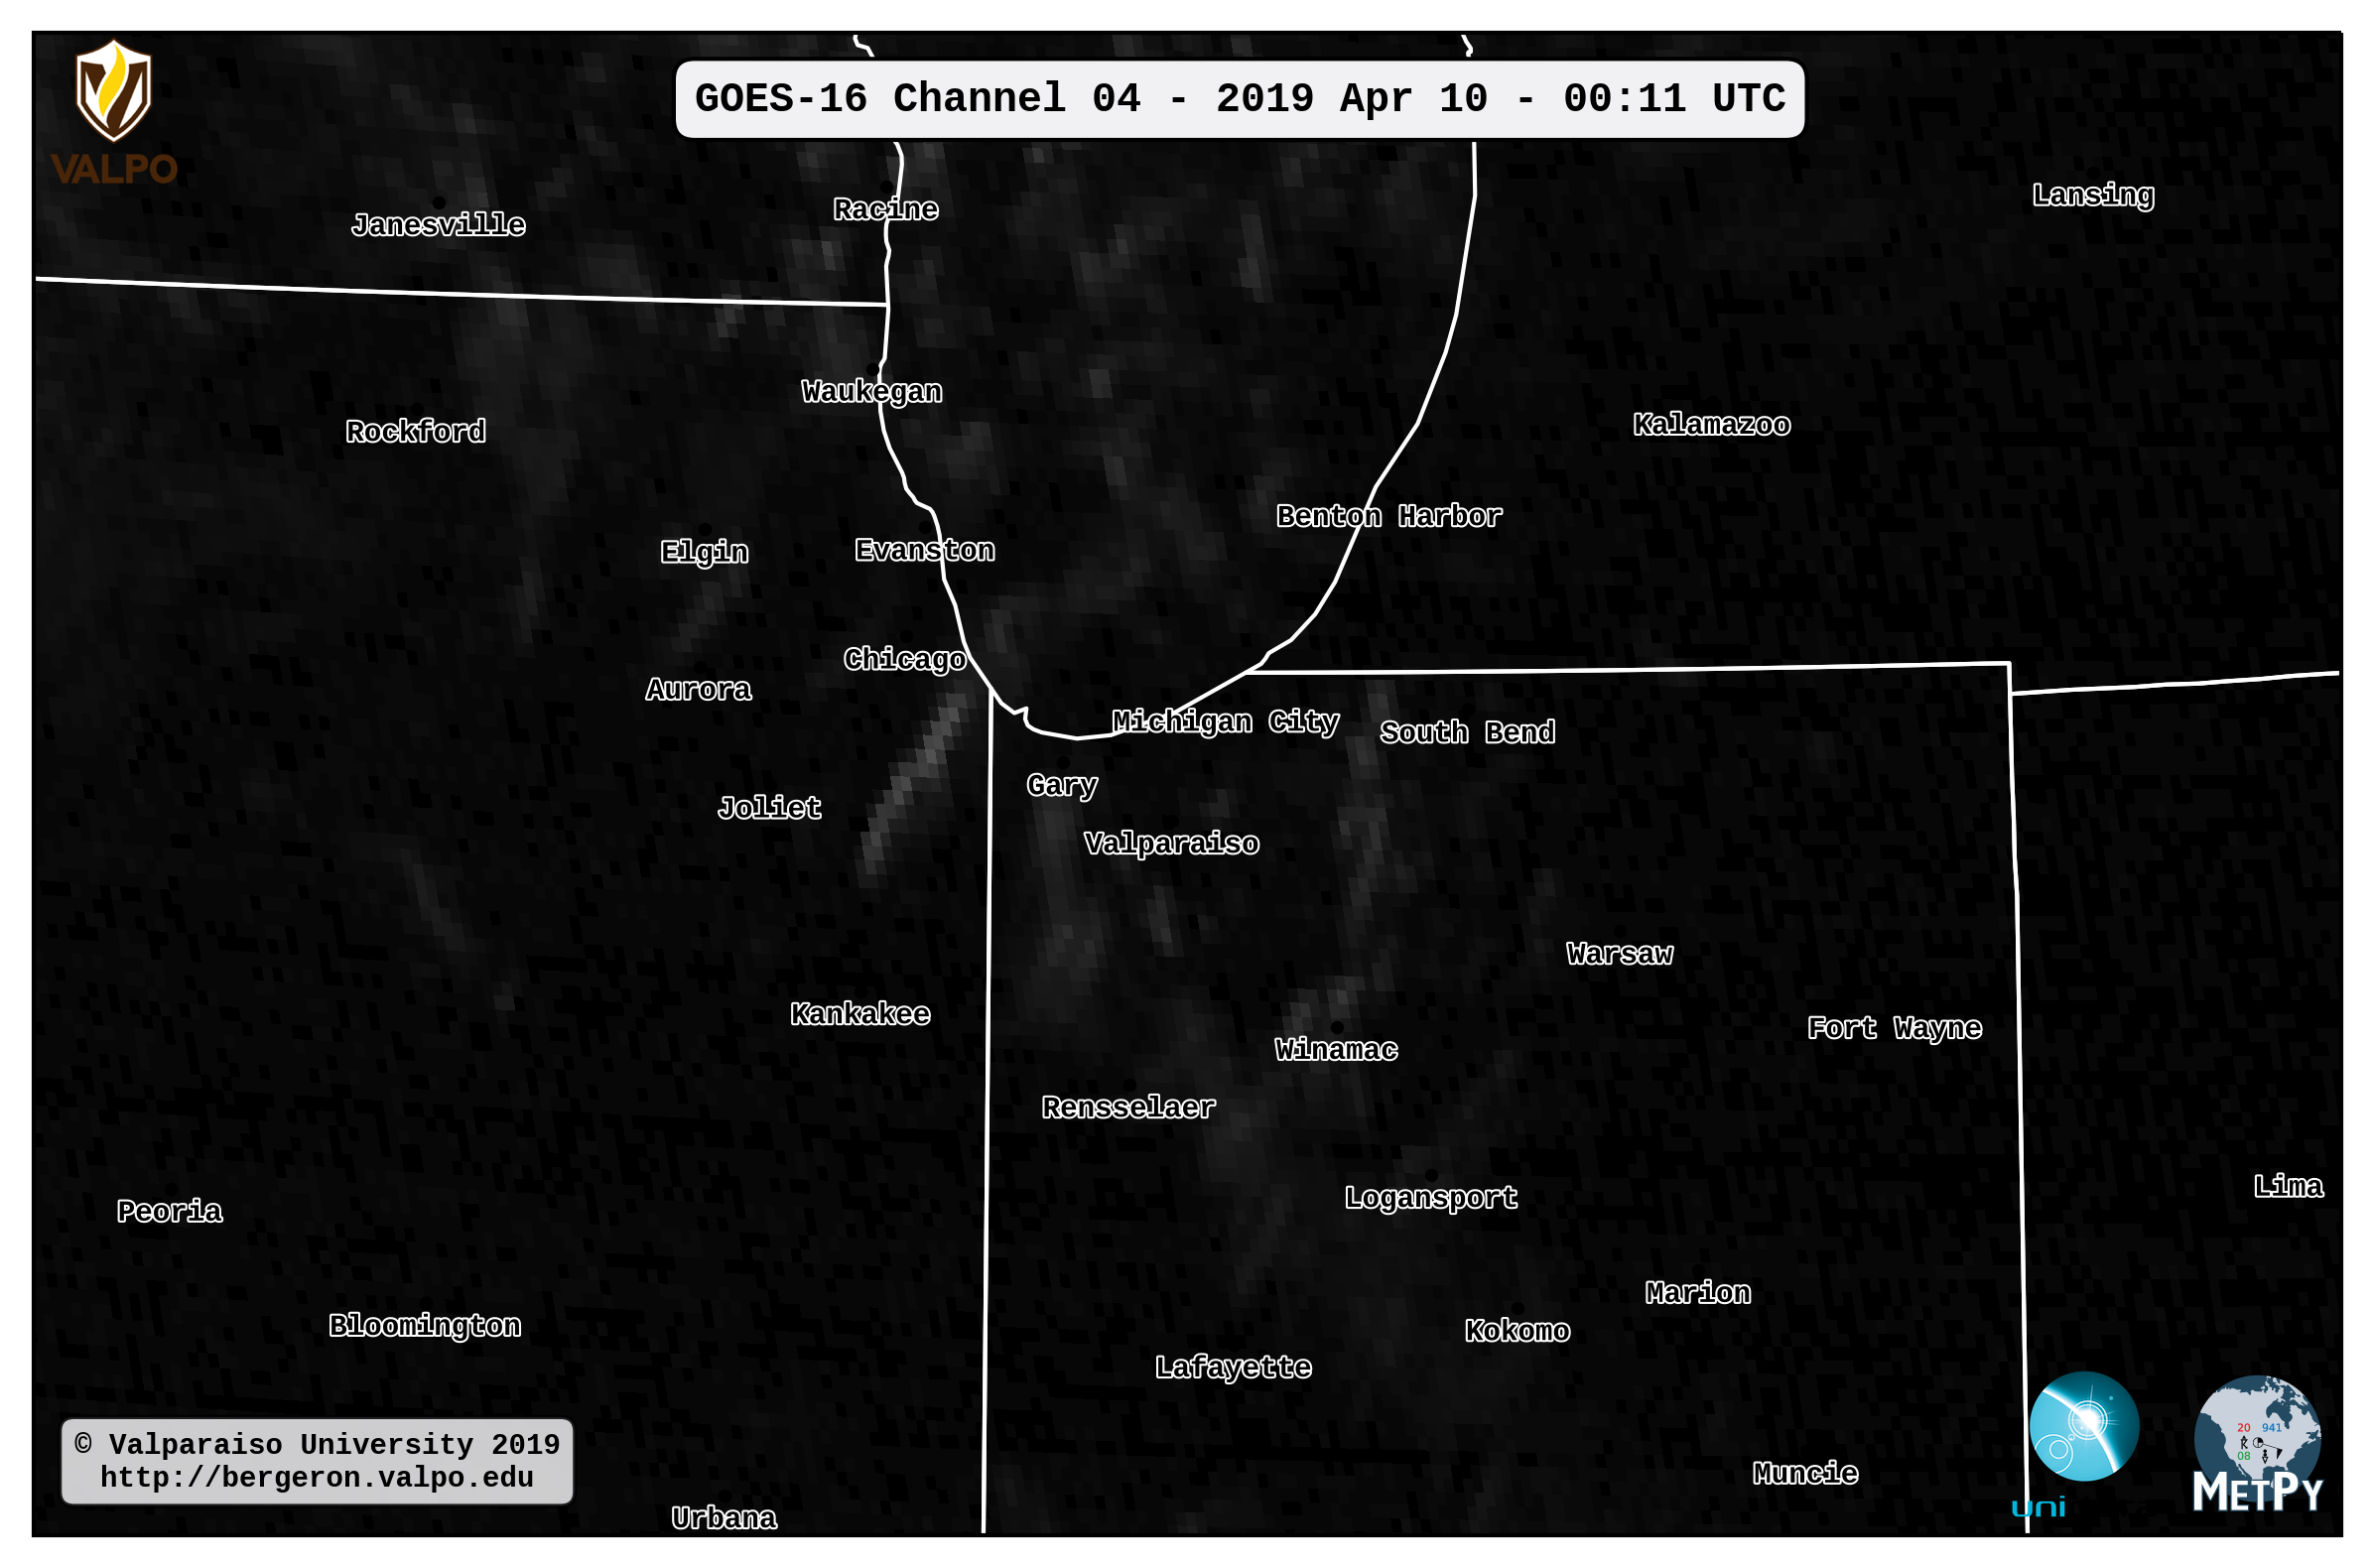 GOES-16 Channel 04 - 2019 Apr 10 - 00:11 UTC
VALPO
Lansing
Racine
Janesville
Waukegan
Kalamazoo
Rockford
Benton Harbor
Elgin
Evanston
Chicago
Aurora
Michigan City
South Bend
Gary
Joliet
Valparaiso
Warsaw
Kankakee
Fort Wayne
Winamac
Rensselaer
Lima
Logansport
Peoria
Marion
Bloomington
Kokomo
Lafayette
20 941
08
© Valparaiso University 2019
http://bergeron.valpo.edu
Muncie
METPY
uni
Urbana